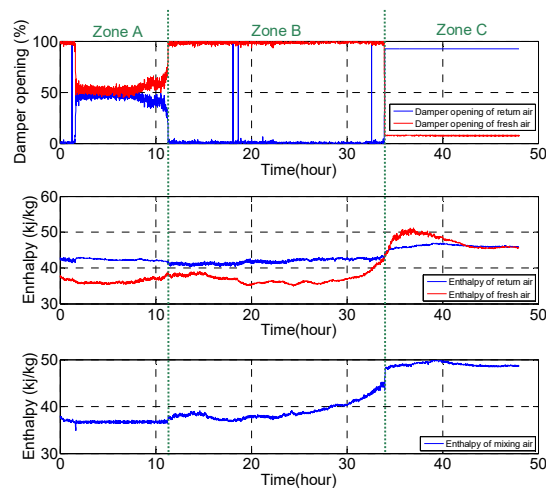 Zone A Zone B Zone C
100
50
0
Damper opening (%)
Damper opening of return air
Damper opening of fresh air
0 10 20 30 40 50
Time(hour)
60
50
40
30
Enrhalpy (kj/kg)
Enthalpy of return air
Enthalpy of fresh air
0 10 20 30 40 50
Time(hour)
50
40
30
Enthalpy (kj/kg)
Enthalpy of mixing air
0 10 20 30 40 50
Time(hour)